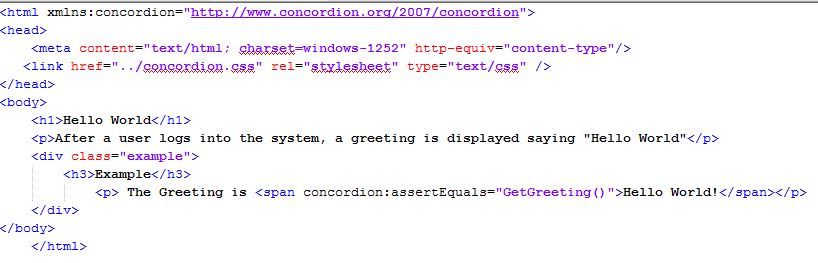 <html xmlns:concordion="http://www.concordion.org/2007/concordion">
<head>
<meta content="text/html; charset=windows-1252" http-equiv="content-type"/>
<link href="../concordion.css" rel="stylesheet" type="text/css" />
</head>
<body>
<h1>Hello World</h1>
<p>After a user logs into the system, a greeting is displayed saying "Hello World"</p>
<div class="example">
<h3>Example</h3>
<p> The Greeting is <span concordion:assertEquals="GetGreeting()">Hello World!</span></p>
</div>
</body>
</html>